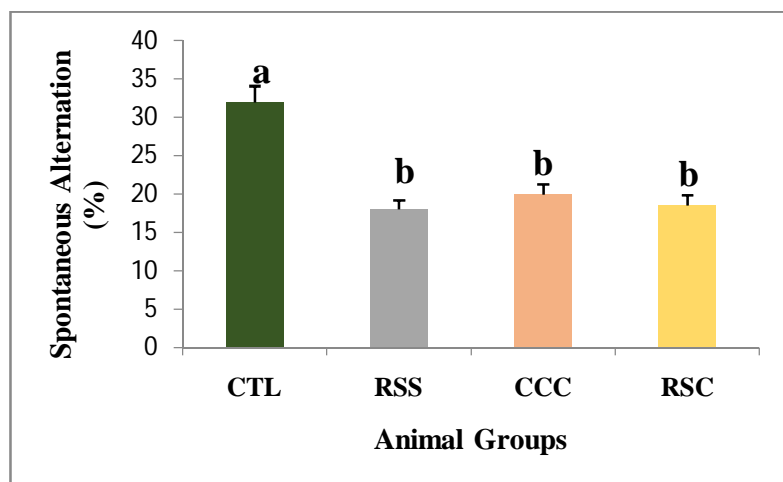 Spontaneous Alternation
(%)
40
35
30
25
20
15
10
5
0
a
b
b
b
CTL RSS CCC RSC
Animal Groups